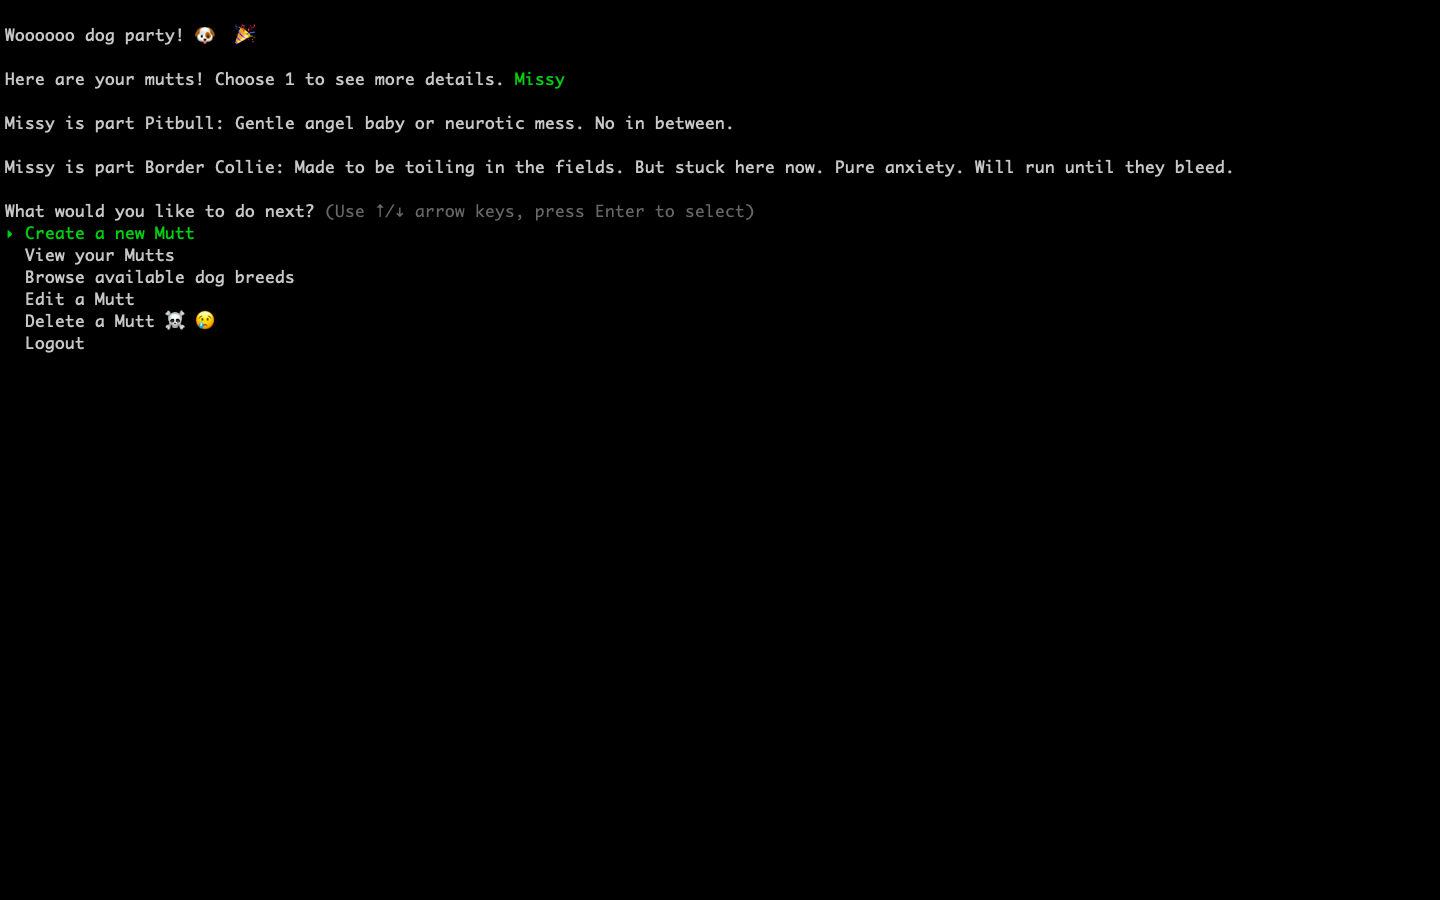 Woooooo dog party! 🐶 🎉
Here are your mutts! Choose 1 to see more details. Missy
Missy is part Pitbull: Gentle angel baby or neurotic mess. No in between.
Missy is part Border Collie: Made to be toiling in the fields. But stuck here now. Pure anxiety. Will run until they bleed.
What would you like to do next? (Use ↑/↓ arrow keys, press Enter to select)
‣ Create a new Mutt
View your Mutts
Browse available dog breeds
Edit a Mutt
Delete a Mutt ☠️ 😢
Logout